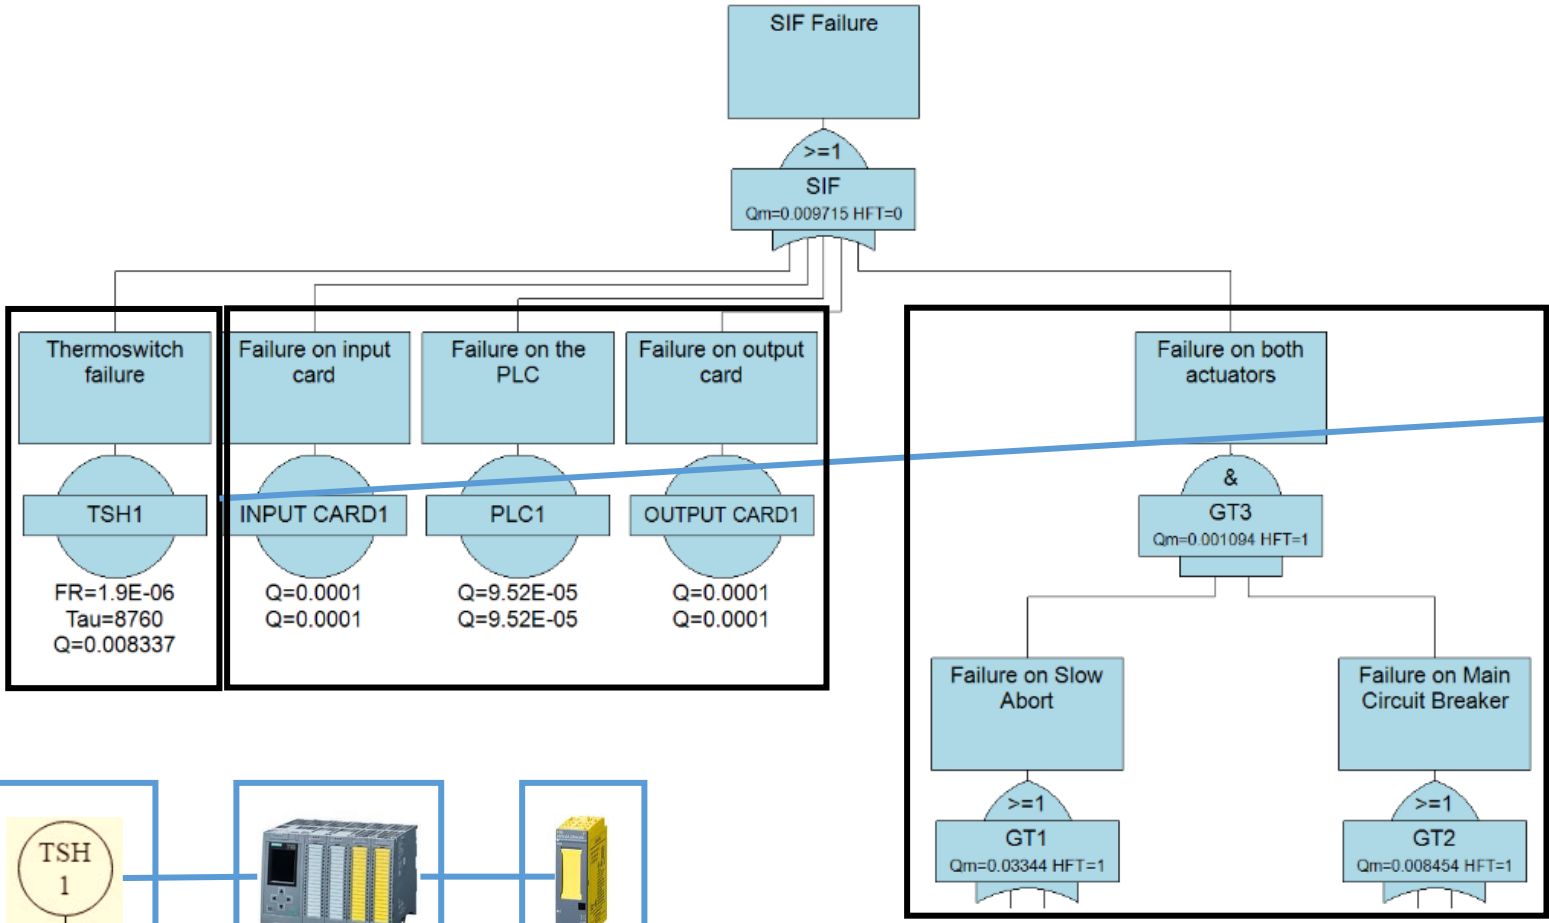 SIF Failure
>=1
SIF
Qm=0.009715 HFT=0
Thermoswitch
failure
TSH1
FR=1.9E-06
Tau=8760
Q=0.008337
Failure on input
card
INPUT CARD1
Q=0.0001
Q=0.0001
Failure on the
PLC
PLC1
Q=9.52E-05
Q=9.52E-05
Failure on output
card
OUTPUT CARD1
Q=0.0001
Q=0.0001
Failure on both
actuators
&
GT3
Qm=0.001094 HFT=1
Failure on Slow
Abort
>=1
GT1
Qm=0.03344 HFT=1
Failure on Main
Circuit Breaker
>=1
GT2
Qm=0.008454 HFT=1
TSH
1